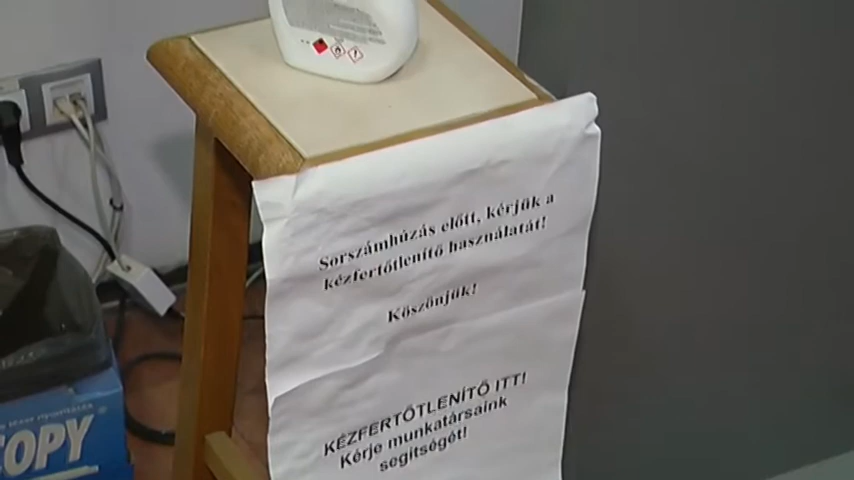 Sorszámhúzás előtt, kérjük a
kézfertőtlenítő használatát!
Köszönjük!
KÉZFERTŐTLENÍTŐ ITT!
Kérje munkatársaink
segítségét!
COPY